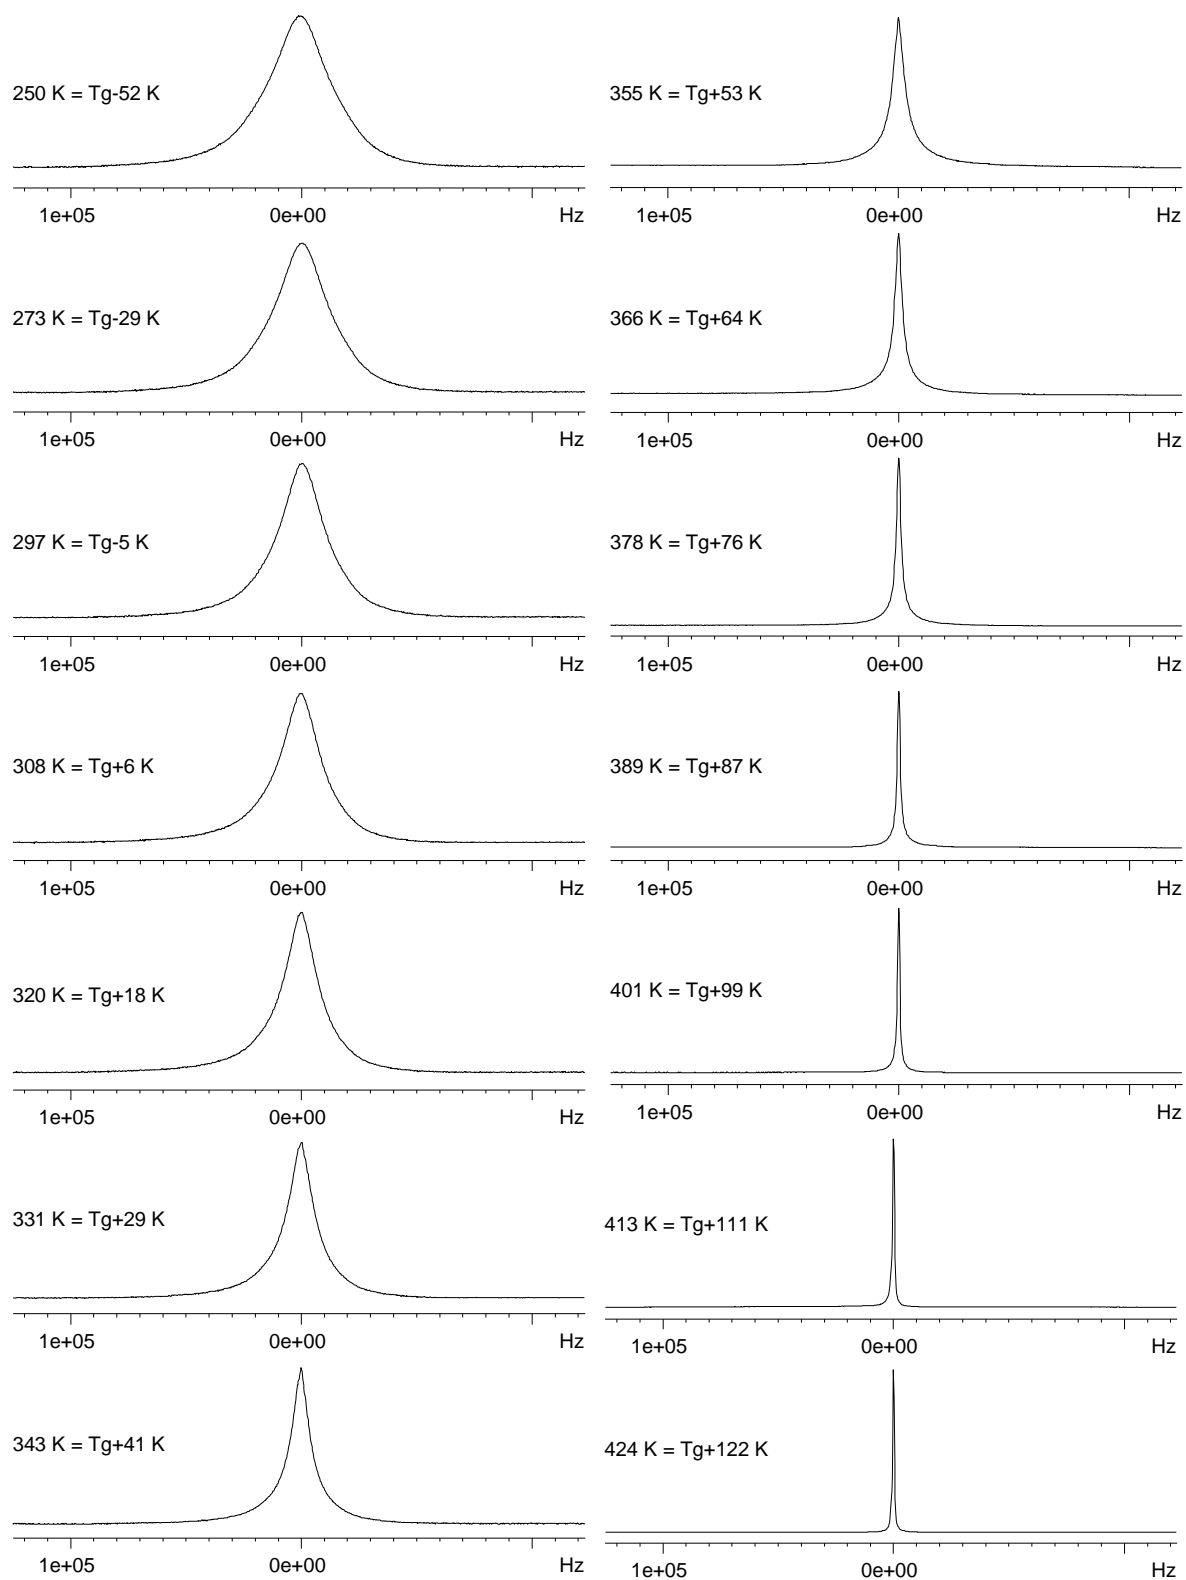 250 K = Tg-52 K
1e+05 0e+00 Hz
273 K = Tg-29 K
1e+05 0e+00 Hz
297 K = Tg-5 K
1e+05 0e+00 Hz
308 K = Tg+6 K
1e+05 0e+00 Hz
320 K = Tg+18 K
1e+05 0e+00 Hz
331 K = Tg+29 K
1e+05 0e+00 Hz
343 K = Tg+41 K
1e+05 0e+00 Hz
355 K = Tg+53 K
1e+05 0e+00 Hz
366 K = Tg+64 K
1e+05 0e+00 Hz
378 K = Tg+76 K
1e+05 0e+00 Hz
389 K = Tg+87 K
1e+05 0e+00 Hz
401 K = Tg+99 K
1e+05 0e+00 Hz
413 K = Tg+111 K
1e+05 0e+00 Hz
424 K = Tg+122 K
1e+05 0e+00 Hz